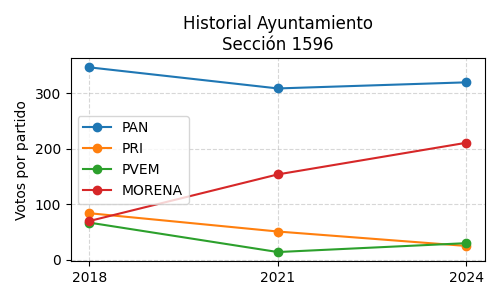 Historial Ayuntamiento
Sección 1596
Votos por partido
300
200
100
0
PAN
PRI
PVEM
MORENA
2018
2021
2024